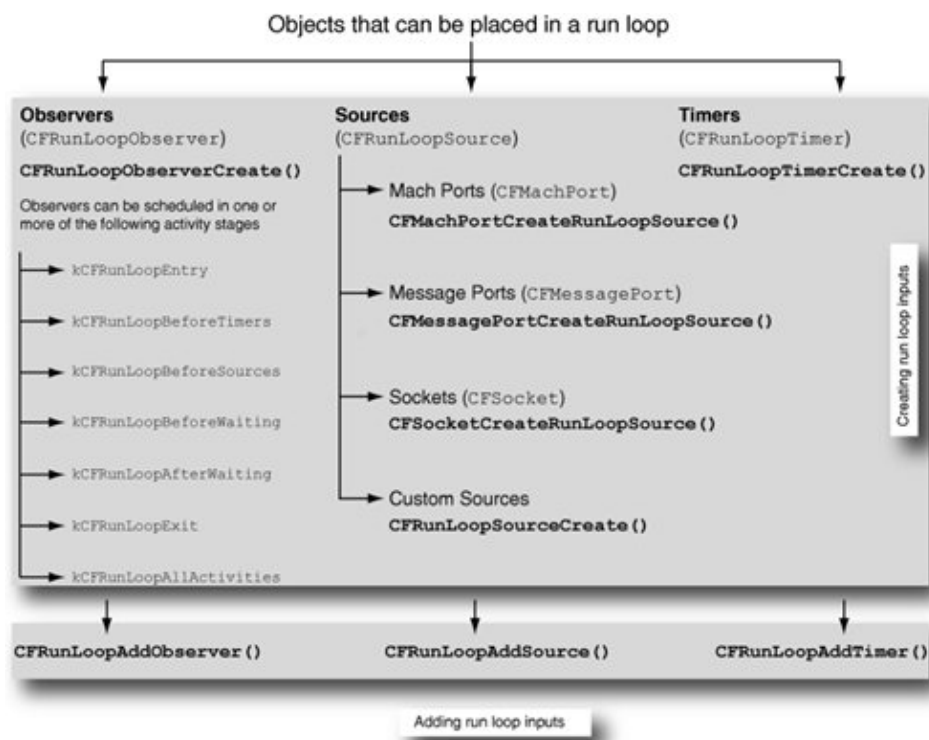 Objects that can be placed in a run loop
Observers
(CFRunLoopObserver)
CFRunLoopObserverCreate()
Observers can be scheduled in one or
more of the following activity stages
kCFRunLoopEntry
kCFRunLoopBeforeTimers
kCFRunLoopBeforeSources
kCFRunLoopBeforeWaiting
kCFRunLoopAfterWaiting
kCFRunLoopExit
kCFRunLoopAllActivities
Sources
(CFRunLoopSource)
Mach Ports (CFMachPort)
CFMachPortCreateRunLoopSource()
Message Ports (CFMessagePort)
CFMessagePortCreateRunLoopSource()
Sockets (CFSocket)
CFSocketCreateRunLoopSource()
Custom Sources
CFRunLoopSourceCreate()
Timers
(CFRunLoopTimer)
CFRunLoopTimerCreate()
Creating run loop inputs
CFRunLoopAddObserver()
CFRunLoopAddSource()
CFRunLoopAddTimer()
Adding run loop inputs